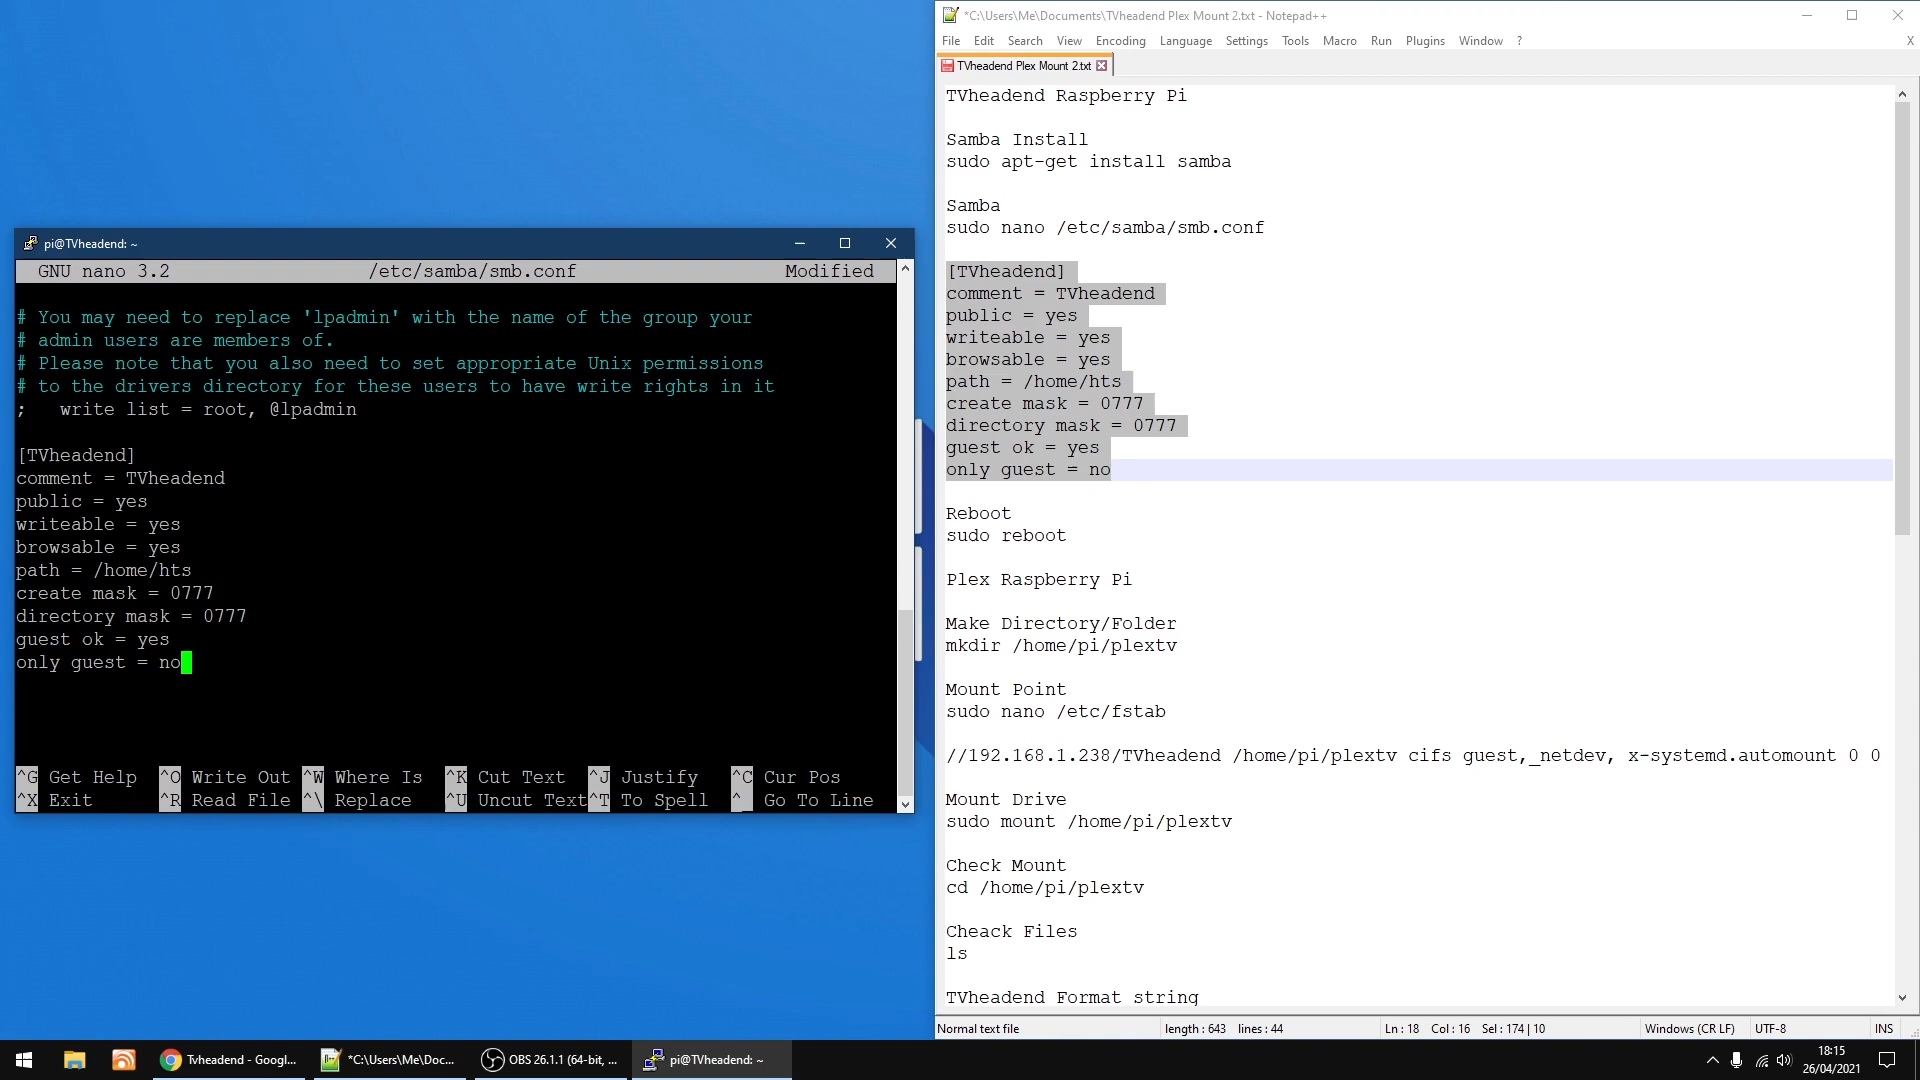 pi@TVheadend: ~
GNU nano 3.2 /etc/samba/smb.conf Modified
# You may need to replace 'lpadmin' with the name of the group your
# admin users are members of.
# Please note that you also need to set appropriate Unix permissions
# to the drivers directory for these users to have write rights in it
;   write list = root, @lpadmin
[TVheadend]
comment = TVheadend
public = yes
writeable = yes
browsable = yes
path = /home/hts
create mask = 0777
directory mask = 0777
guest ok = yes
only guest = no
^G Get Help ^O Write Out ^W Where Is ^K Cut Text ^J Justify ^C Cur Pos
^X Exit ^R Read File ^\ Replace ^U Uncut Text ^T To Spell ^_ Go To Line
*C:\Users\Me\Documents\TVheadend Plex Mount 2.txt - Notepad++
File Edit Search View Encoding Language Settings Tools Macro Run Plugins Window ? X
TVheadend Plex Mount 2.txt
TVheadend Raspberry Pi
Samba Install
sudo apt-get install samba
Samba
sudo nano /etc/samba/smb.conf
[TVheadend]
comment = TVheadend
public = yes
writeable = yes
browsable = yes
path = /home/hts
create mask = 0777
directory mask = 0777
guest ok = yes
only guest = no
Reboot
sudo reboot
Plex Raspberry Pi
Make Directory/Folder
mkdir /home/pi/plextv
Mount Point
sudo nano /etc/fstab
//192.168.1.238/TVheadend /home/pi/plextv cifs guest,_netdev, x-systemd.automount 0 0
Mount Drive
sudo mount /home/pi/plextv
Check Mount
cd /home/pi/plextv
Cheack Files
ls
TVheadend Format string
Normal text file length : 643 lines : 44 Ln : 18 Col : 16 Sel : 174 | 10 Windows (CR LF) UTF-8 INS
Tvheadend - Googl... *C:\Users\Me\Doc... OBS 26.1.1 (64-bit, ... pi@TVheadend: ~
18:15
26/04/2021